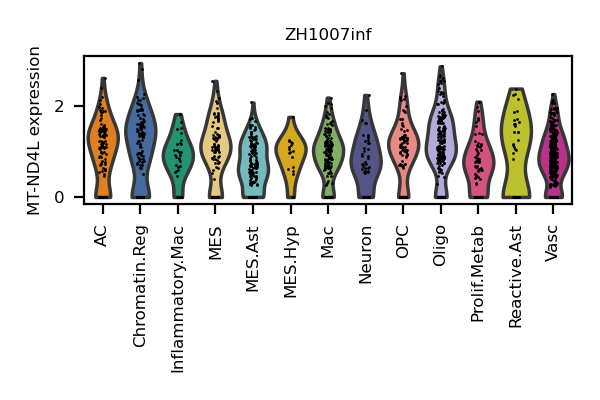 ZH1007inf
MT-ND4L expression
2
0
AC
Chromatin.Reg
Inflammatory.Mac
MES
MES.Ast
MES.Hyp
Mac
Neuron
OPC
Oligo
Prolif.Metab
Reactive.Ast
Vasc